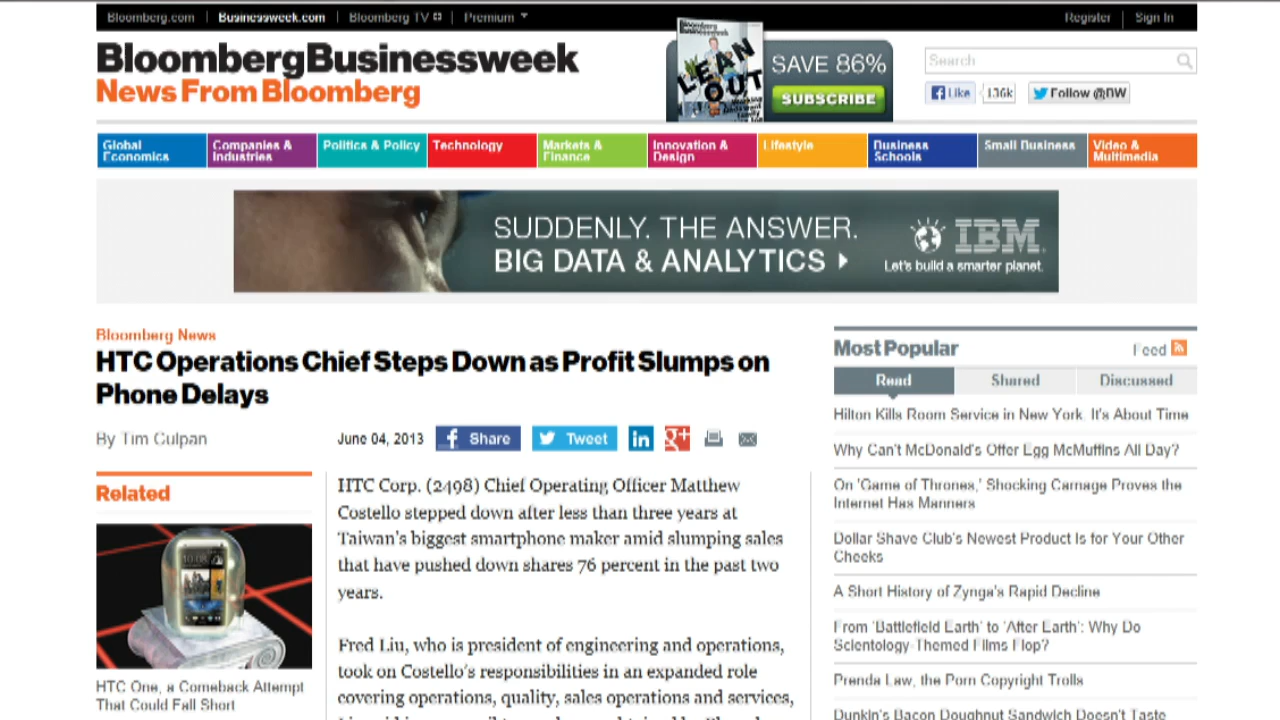 Bloomberg.com Businessweek.com Bloomberg TV Premium Register Sign In
BloombergBusinessweek
News From Bloomberg
LEAN
OUT
SAVE 86%
SUBSCRIBE
Search
Like 136k Follow @BW
Global
Economics
Companies &
Industries
Politics & Policy
Technology
Markets &
Finance
Innovation &
Design
Lifestyle
Business
Schools
Small Business
Video &
Multimedia
SUDDENLY. THE ANSWER.
BIG DATA & ANALYTICS
IBM
Let's build a smarter planet.
Bloomberg News
HTC Operations Chief Steps Down as Profit Slumps on
Phone Delays
By Tim Culpan
June 04, 2013 Share Tweet in g+
Related
HTC One, a Comeback Attempt
That Could Fall Short
HTC Corp. (2498) Chief Operating Officer Matthew
Costello stepped down after less than three years at
Taiwan's biggest smartphone maker amid slumping sales
that have pushed down shares 76 percent in the past two
years.
Fred Liu, who is president of engineering and operations,
took on Costello's responsibilities in an expanded role
covering operations, quality, sales operations and services,
Most Popular Feed
Read Shared Discussed
Hilton Kills Room Service in New York. It's About Time
Why Can't McDonald's Offer Egg McMuffins All Day?
On 'Game of Thrones,' Shocking Carnage Proves the
Internet Has Manners
Dollar Shave Club's Newest Product Is for Your Other
Cheeks
A Short History of Zynga's Rapid Decline
From 'Battlefield Earth' to 'After Earth': Why Do
Scientology-Themed Films Flop?
Prenda Law, the Porn Copyright Trolls
Dunkin's Bacon Doughnut Sandwich Doesn't Taste